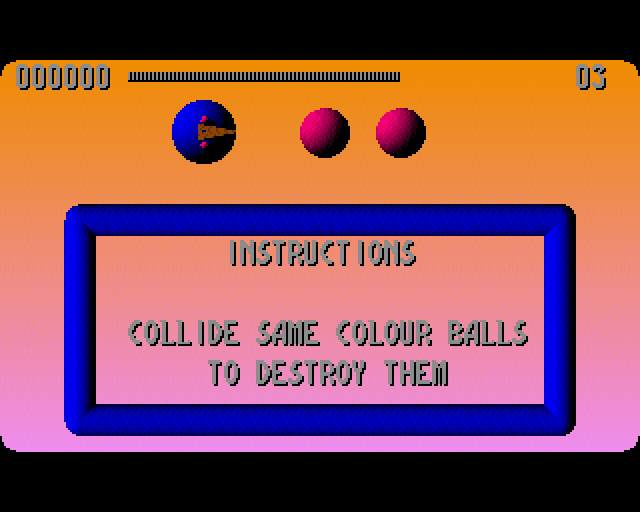 000000 03
INSTRUCTIONS
COLLIDE SAME COLOUR BALLS
TO DESTROY THEM